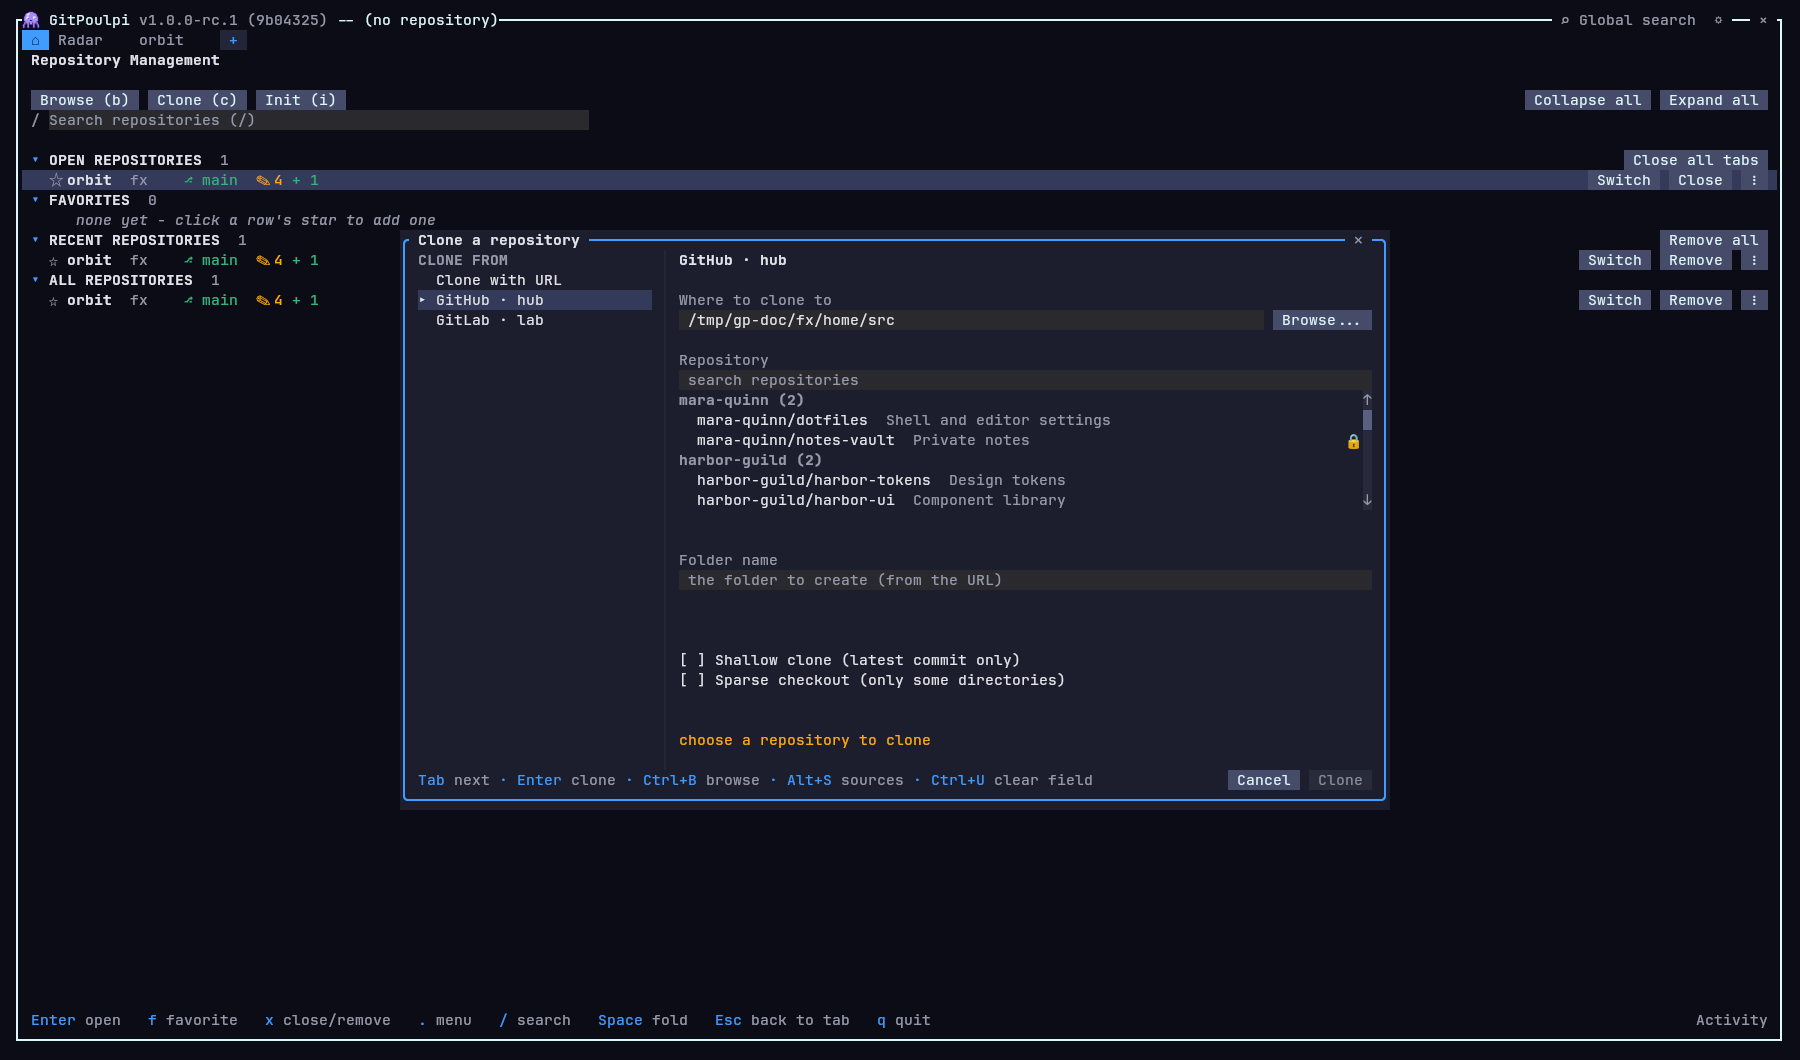 GitPoulpi v1.0.0-rc.1 (9b04325) —— (no repository) ⌕ Global search ☼ ×
⌂ Radar orbit +
Repository Management
Browse (b) Clone (c) Init (i) Collapse all Expand all
/ Search repositories (/)
▾ OPEN REPOSITORIES 1 Close all tabs
☆ orbit fx ⎇ main ✎ 4 + 1 Switch Close ⋮
▾ FAVORITES 0
none yet - click a row's star to add one
▾ RECENT REPOSITORIES 1 Remove all
☆ orbit fx ⎇ main ✎ 4 + 1 Switch Remove ⋮
▾ ALL REPOSITORIES 1
☆ orbit fx ⎇ main ✎ 4 + 1 Switch Remove ⋮
Clone a repository ×
CLONE FROM
Clone with URL
▸ GitHub · hub
GitLab · lab
GitHub · hub
Where to clone to
/tmp/gp-doc/fx/home/src Browse...
Repository
search repositories
mara-quinn (2) ↑
mara-quinn/dotfiles Shell and editor settings
mara-quinn/notes-vault Private notes 🔒
harbor-guild (2)
harbor-guild/harbor-tokens Design tokens
harbor-guild/harbor-ui Component library ↓
Folder name
the folder to create (from the URL)
[ ] Shallow clone (latest commit only)
[ ] Sparse checkout (only some directories)
choose a repository to clone
Tab next · Enter clone · Ctrl+B browse · Alt+S sources · Ctrl+U clear field Cancel Clone
Enter open f favorite x close/remove . menu / search Space fold Esc back to tab q quit Activity